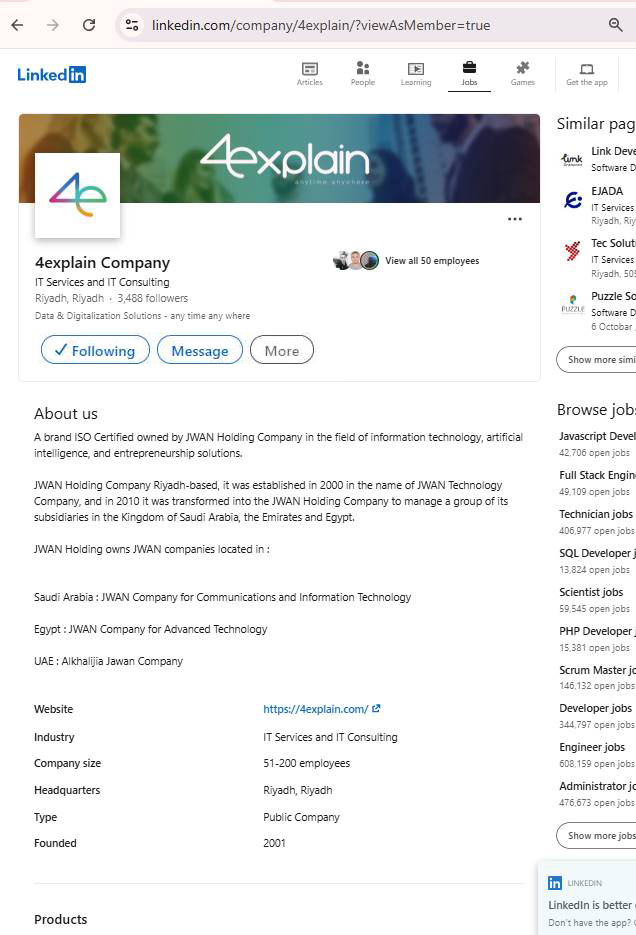 linkedin.com/company/4explain/?viewAsMember=true
Linked in
Articles
People
Learning
Jobs
Games
Get the app
4explain
anytime anywhere
4e
4explain Company
View all 50 employees
IT Services and IT Consulting
Riyadh, Riyadh · 3,488 followers
Data & Digitalization Solutions - any time any where
Following
Message
More
About us
A brand ISO Certified owned by JWAN Holding Company in the field of information technology, artificial
intelligence, and entrepreneurship solutions.
JWAN Holding Company Riyadh-based, it was established in 2000 in the name of JWAN Technology
Company, and in 2010 it was transformed into the JWAN Holding Company to manage a group of its
subsidiaries in the Kingdom of Saudi Arabia, the Emirates and Egypt.
JWAN Holding owns JWAN companies located in :
Saudi Arabia : JWAN Company for Communications and Information Technology
Egypt : JWAN Company for Advanced Technology
UAE : Alkhalijia Jawan Company
Website https://4explain.com/
Industry IT Services and IT Consulting
Company size 51-200 employees
Headquarters Riyadh, Riyadh
Type Public Company
Founded 2001
Products
Similar pag
Link
Link Deve
Software D
EJADA
IT Services
Riyadh, Riy
Tec Soluti
IT Services
Riyadh, 505
PUZZLE
Puzzle So
Software D
6 Octobar
Show more simi
Browse jobs
Javascript Devel
42,706 open jobs
Full Stack Engin
49,109 open jobs
Technician jobs
406,977 open jobs
SQL Developer j
13,824 open jobs
Scientist jobs
59,545 open jobs
PHP Developer j
15,381 open jobs
Scrum Master jo
146,132 open jobs
Developer jobs
344,797 open jobs
Engineer jobs
608,159 open jobs
Administrator jo
476,673 open jobs
Show more jobs
in LINKEDIN
LinkedIn is better
Don't have the app?